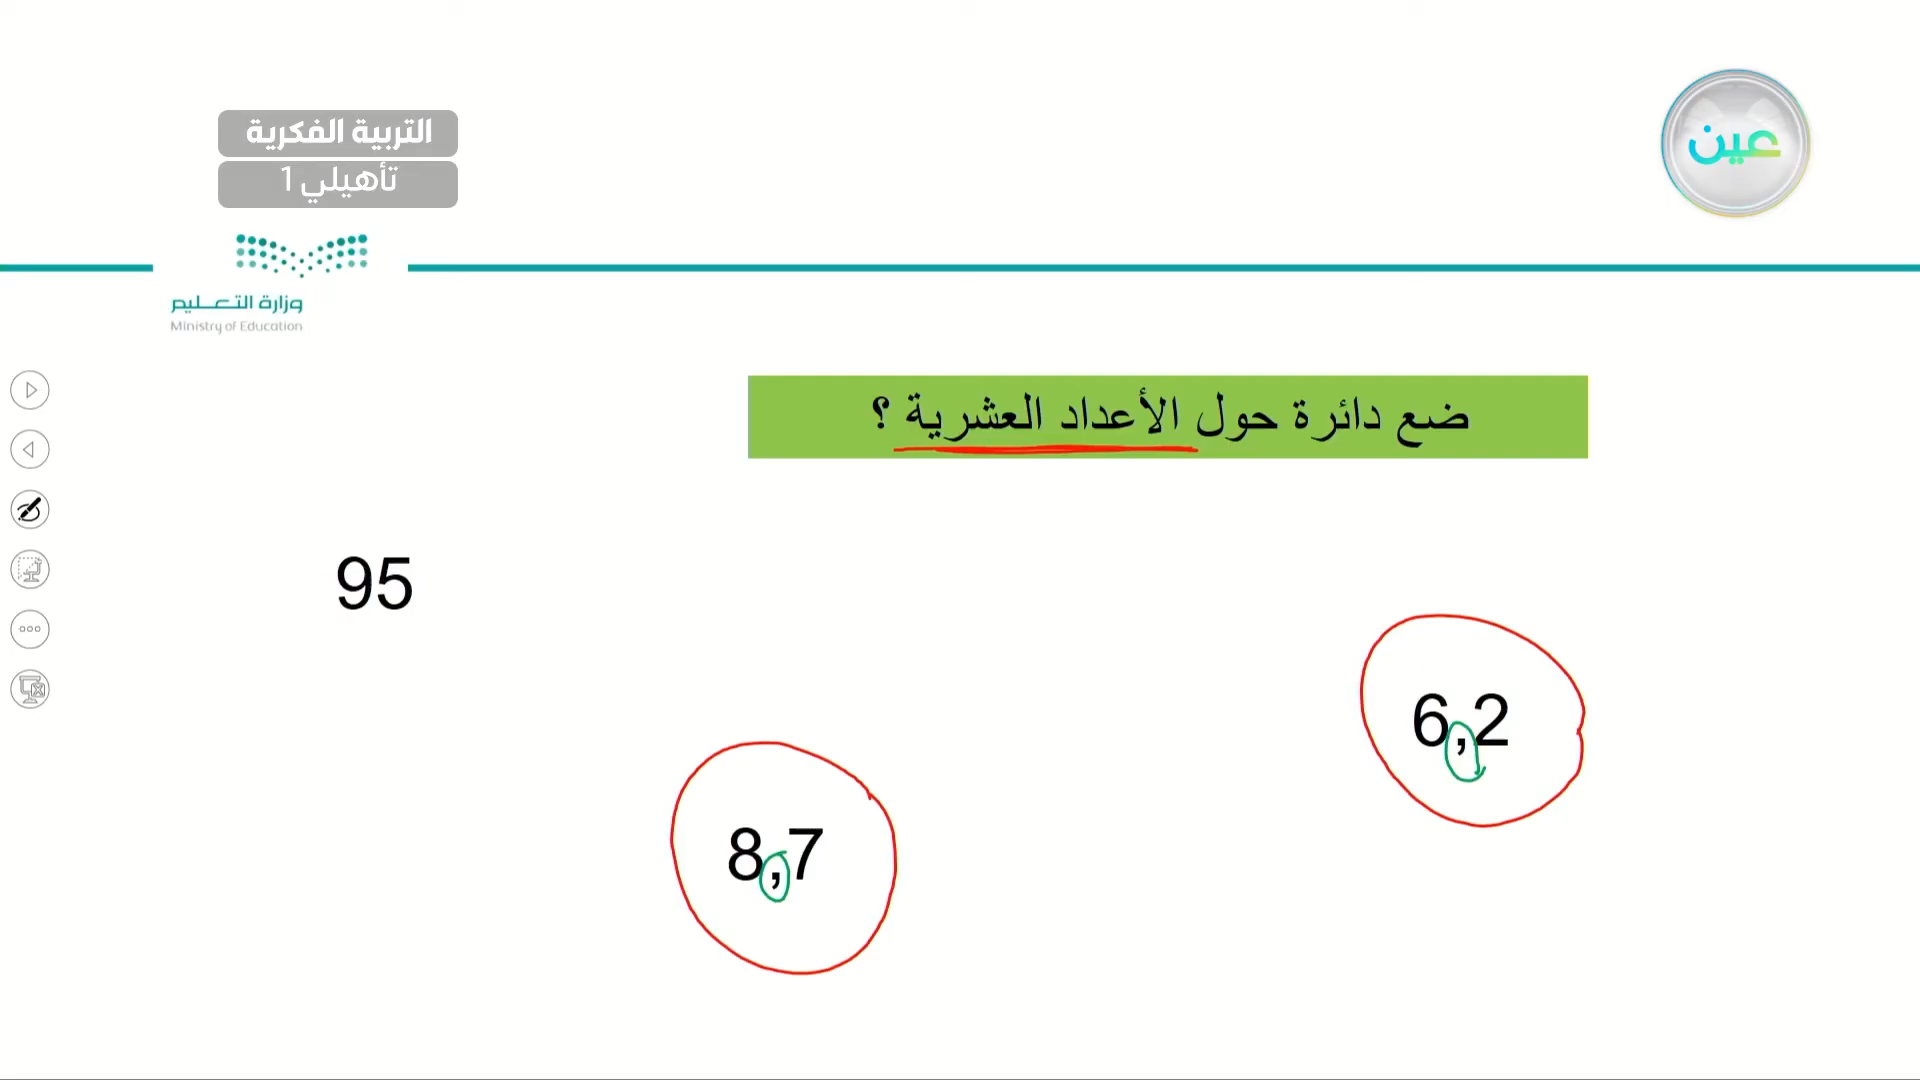 التربية الفكرية
تأهيلي 1
عين
وزارة التعليم
Ministry of Education
ضع دائرة حول الأعداد العشرية ؟
95
6,2
8,7